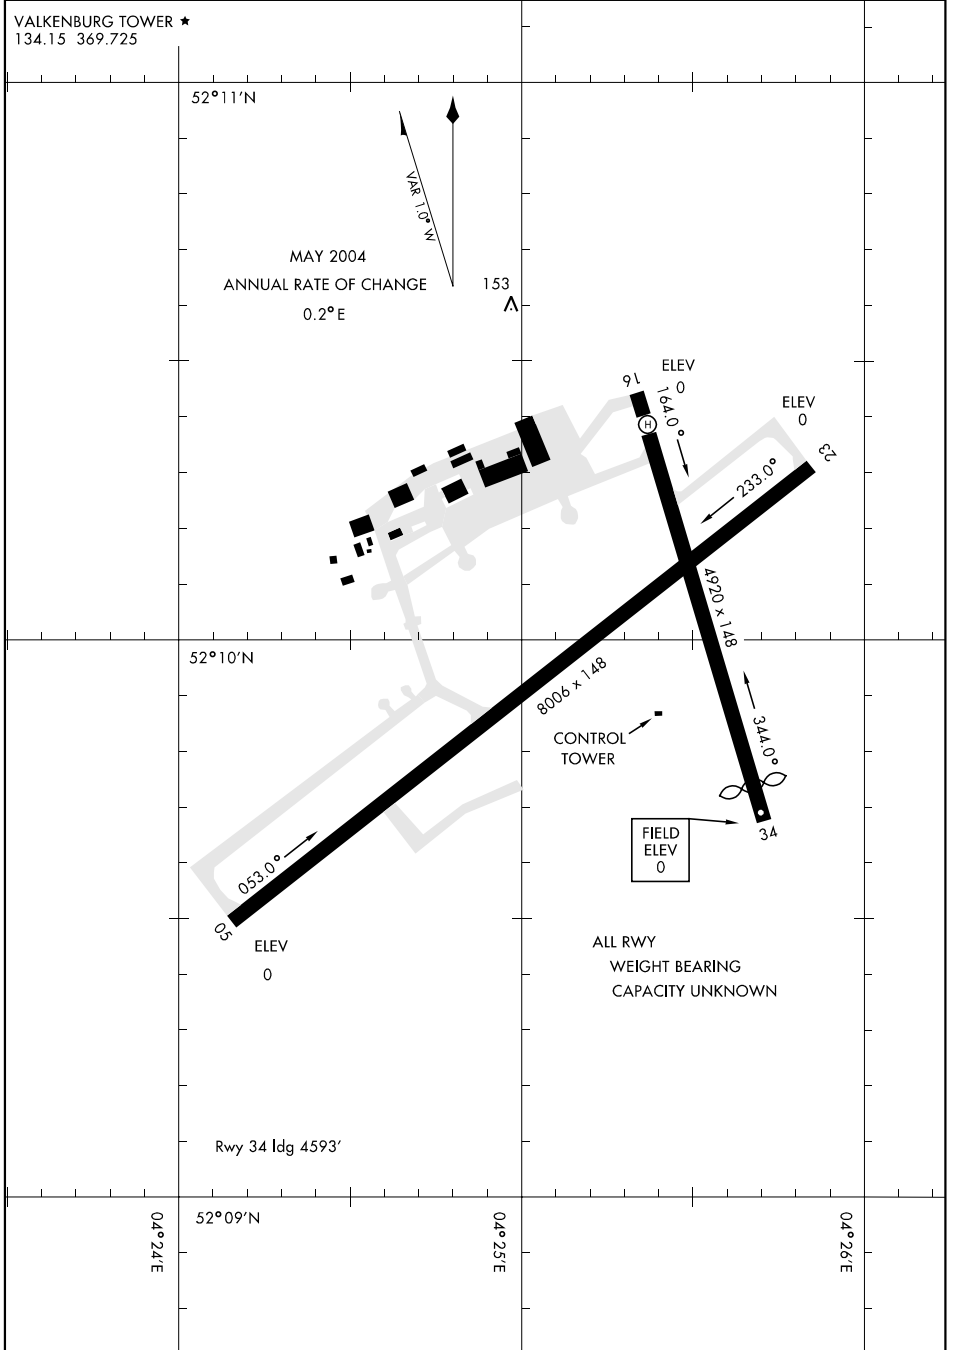 VALKENBURG TOWER ★
134.15 369.725
52°11'N
VAR 1.0° W
MAY 2004
ANNUAL RATE OF CHANGE
0.2° E
153
16
ELEV
0
164.0°
H
ELEV
0
23
233.0°
4920 x 148
52°10'N
8006 x 148
CONTROL
TOWER
344.0°
34
FIELD
ELEV
0
053.0°
05
ELEV
0
ALL RWY
WEIGHT BEARING
CAPACITY UNKNOWN
Rwy 34 ldg 4593'
52°09'N
04°24'E
04°25'E
04°26'E